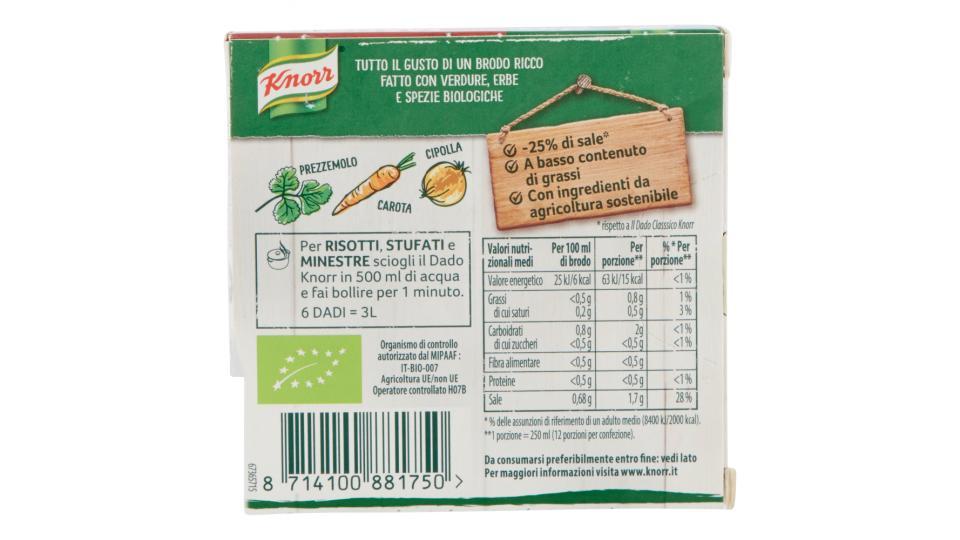 Knorr
TUTTO IL GUSTO DI UN BRODO RICCO
FATTO CON VERDURE, ERBE
E SPEZIE BIOLOGICHE
-25% di sale*
A basso contenuto
di grassi
Con ingredienti da
agricoltura sostenibile
* rispetto a Il Dado Classsico Knorr
PREZZEMOLO
CAROTA
CIPOLLA
Per RISOTTI, STUFATI e
MINESTRE sciogli il Dado
Knorr in 500 ml di acqua
e fai bollire per 1 minuto.
6 DADI = 3L
Organismo di controllo
autorizzato dal MIPAAF :
IT-BIO-007
Agricoltura UE/non UE
Operatore controllato H07B
Valori nutri- Per 100 ml Per % * Per
zionali medi di brodo porzione** porzione**
Valore energetico 25 kJ/6 kcal 63 kJ/15 kcal <1%
Grassi <0,5 g 0,8 g 1%
di cui saturi 0,2 g 0,5 g 3%
Carboidrati 0,8 g 2g <1%
di cui zuccheri <0,5 g <0,5 g <1%
Fibra alimentare <0,5 g <0,5 g
Proteine <0,5 g <0,5 g <1%
Sale 0,68 g 1,7 g 28%
* % delle assunzioni di riferimento di un adulto medio (8400 kJ/2000 kcal).
**1 porzione = 250 ml (12 porzioni per confezione).
Da consumarsi preferibilmente entro fine: vedi lato
Per maggiori informazioni visita www.knorr.it
67965715
8 714100 881750 >